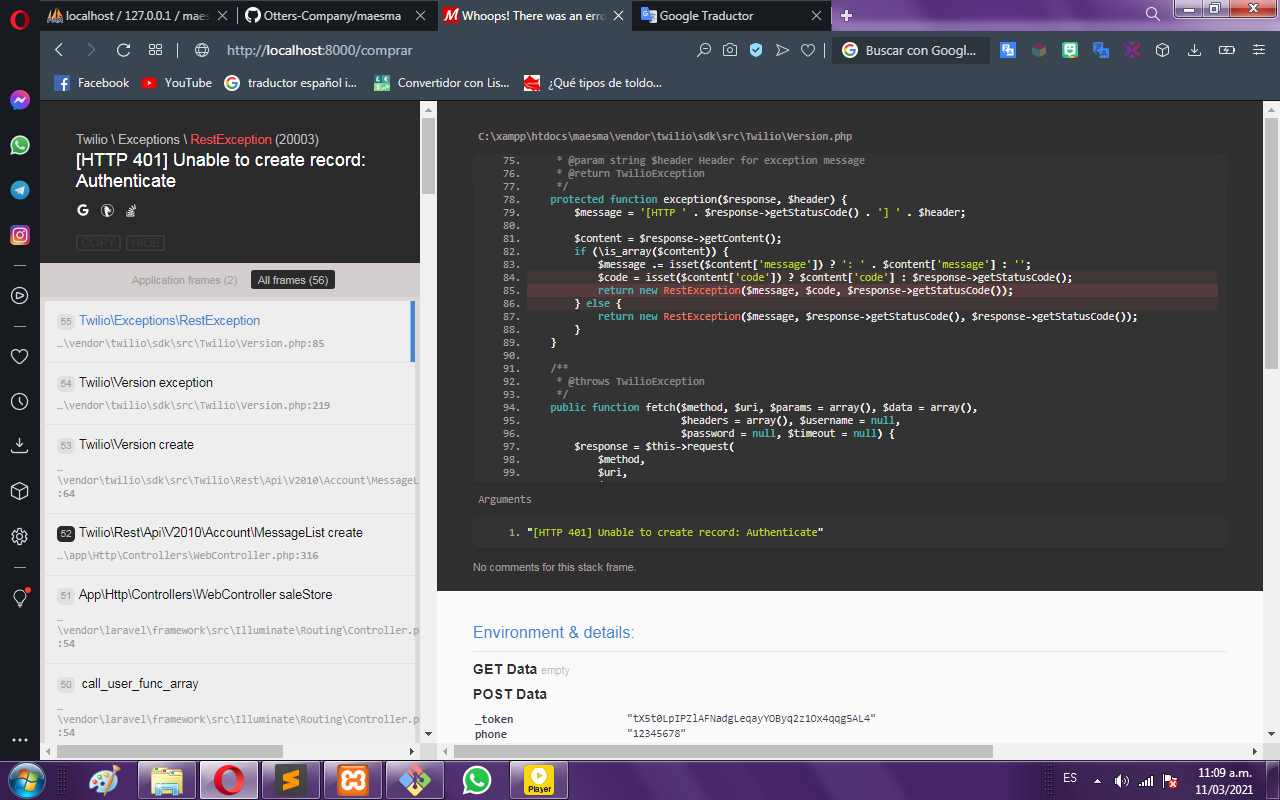 localhost / 127.0.0.1 / maes
Otters-Company/maesma
Whoops! There was an erro
Google Traductor
http://localhost:8000/comprar
Buscar con Googl...
Facebook
YouTube
traductor español i...
Convertidor con Lis...
¿Qué tipos de toldo...
Twilio \ Exceptions \ RestException (20003)
[HTTP 401] Unable to create record:
Authenticate
COPY HIDE
Application frames (2) All frames (56)
55 Twilio\Exceptions\RestException
…\vendor\twilio\sdk\src\Twilio\Version.php:85
54 Twilio\Version exception
…\vendor\twilio\sdk\src\Twilio\Version.php:219
53 Twilio\Version create
…
\vendor\twilio\sdk\src\Twilio\Rest\Api\V2010\Account\MessageL
:64
52 Twilio\Rest\Api\V2010\Account\MessageList create
…\app\Http\Controllers\WebController.php:316
51 App\Http\Controllers\WebController saleStore
…
\vendor\laravel\framework\src\Illuminate\Routing\Controller.p
:54
50 call_user_func_array
…
\vendor\laravel\framework\src\Illuminate\Routing\Controller.p
:54
C:\xampp\htdocs\maesma\vendor\twilio\sdk\src\Twilio\Version.php
75. * @param string $header Header for exception message
76. * @return TwilioException
77. */
78. protected function exception($response, $header) {
79. $message = '[HTTP ' . $response->getStatusCode() . '] ' . $header;
80.
81. $content = $response->getContent();
82. if (\is_array($content)) {
83. $message .= isset($content['message']) ? ': ' . $content['message'] : '';
84. $code = isset($content['code']) ? $content['code'] : $response->getStatusCode();
85. return new RestException($message, $code, $response->getStatusCode());
86. } else {
87. return new RestException($message, $response->getStatusCode(), $response->getStatusCode());
88. }
89. }
90.
91. /**
92. * @throws TwilioException
93. */
94. public function fetch($method, $uri, $params = array(), $data = array(),
95. $headers = array(), $username = null,
96. $password = null, $timeout = null) {
97. $response = $this->request(
98. $method,
99. $uri,
Arguments
1. "[HTTP 401] Unable to create record: Authenticate"
No comments for this stack frame.
Environment & details:
GET Data empty
POST Data
_token "tX5t0LpIPZlAFNadgLeqayYOByq2z1Ox4qqg5AL4"
phone "12345678"
Player
ES
11:09 a.m.
11/03/2021